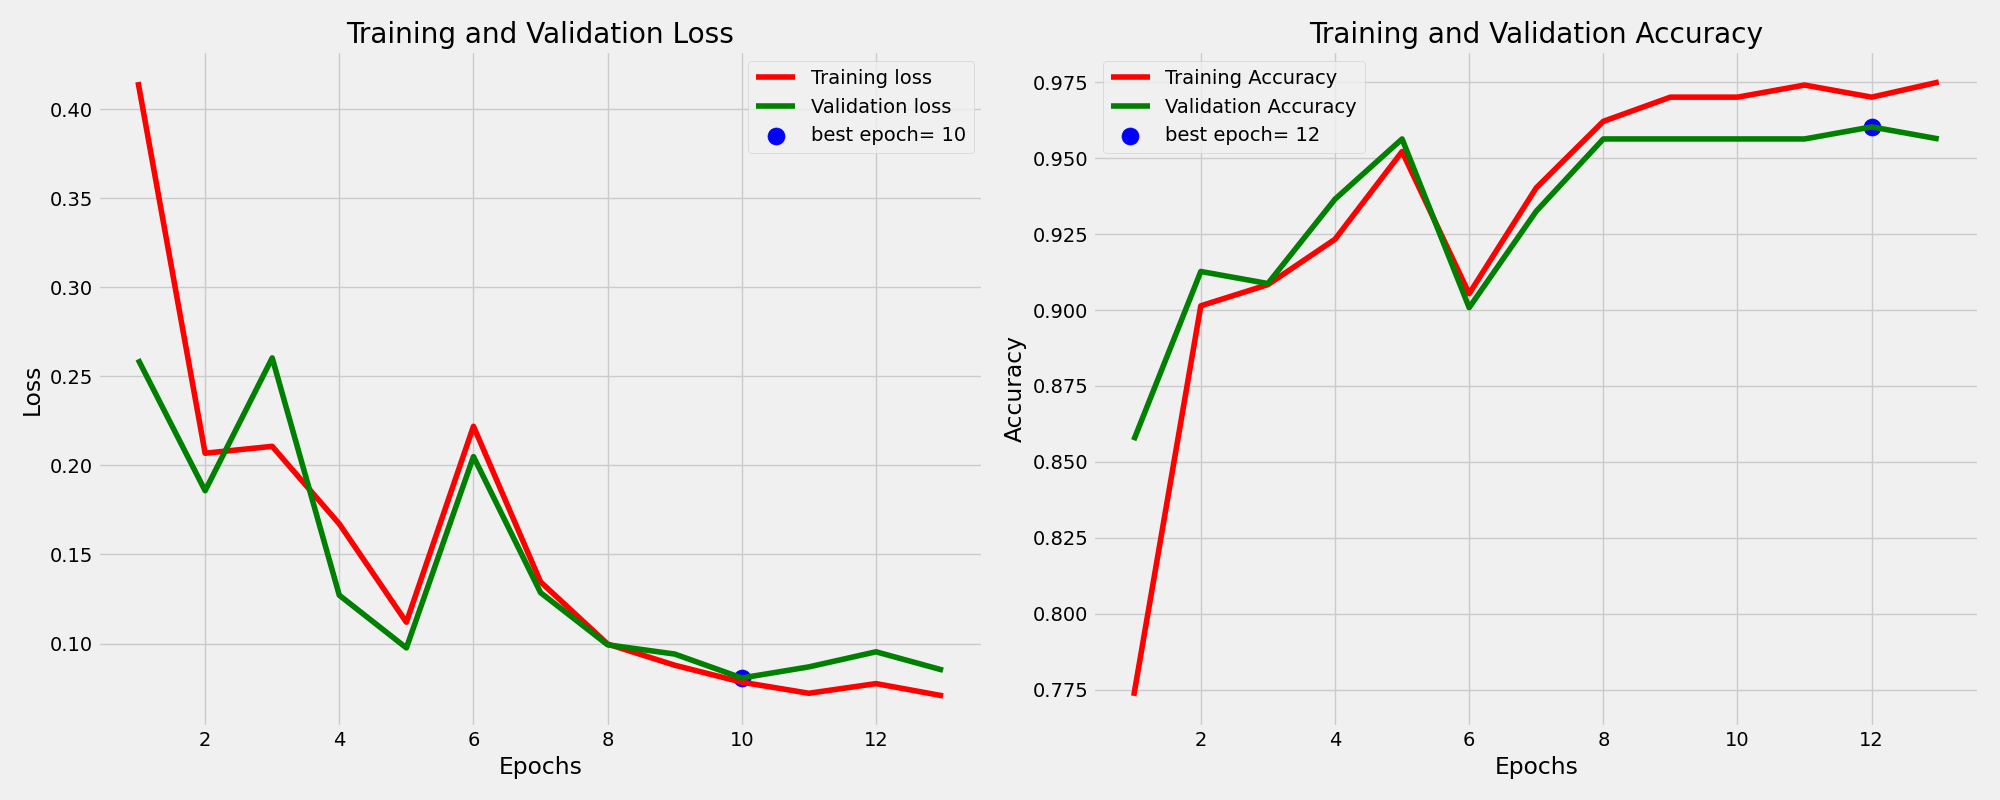 Training and Validation Loss
Training loss
Validation loss
best epoch= 10
0.40
0.35
0.30
0.25
0.20
0.15
0.10
Loss
2 4 6 8 10 12
Epochs
Training and Validation Accuracy
Training Accuracy
Validation Accuracy
best epoch= 12
0.975
0.950
0.925
0.900
0.875
0.850
0.825
0.800
0.775
Accuracy
2 4 6 8 10 12
Epochs